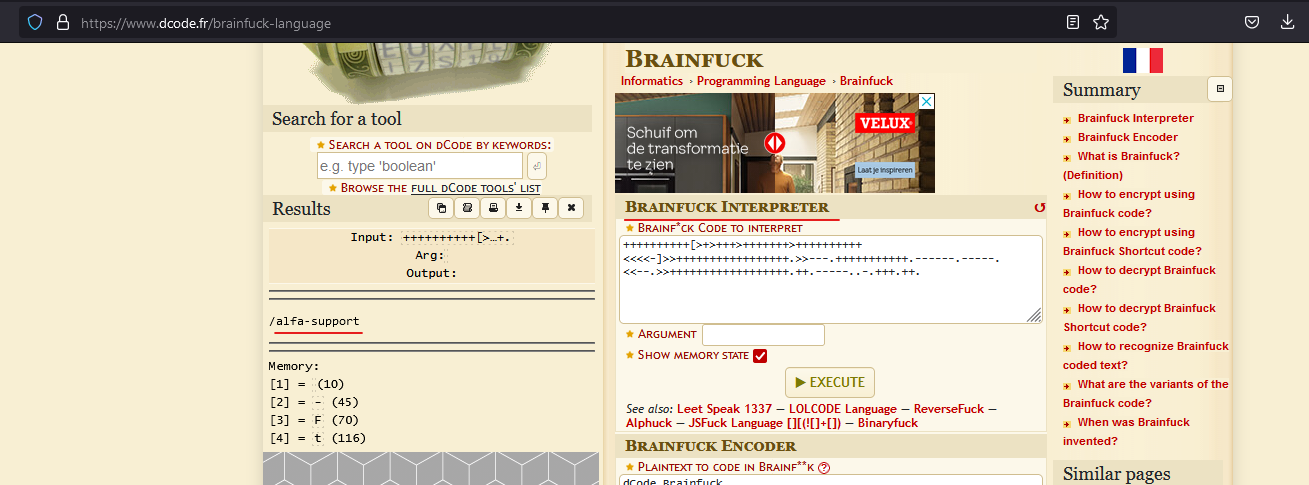 https://www.dcode.fr/brainfuck-language
Search for a tool
Search a tool on dCode by keywords:
e.g. type 'boolean'
Browse the full dCode tools' list
Results
Input: ++++++++++[>…+.
Arg:
Output:
/alfa-support
Memory:
[1] = (10)
[2] = - (45)
[3] = F (70)
[4] = t (116)
Brainfuck
Informatics › Programming Language › Brainfuck
Schuif om
de transformatie
te zien
VELUX
Laat je inspireren
Brainfuck Interpreter
Brainf*ck Code to interpret
++++++++++[>+>+++>+++++++>++++++++++
<<<<-]>>+++++++++++++++++.>>---.+++++++++++.------.-----.
<<--.>>++++++++++++++++++.++.-----..-.+++.++.
Argument
Show memory state
▶ EXECUTE
See also: Leet Speak 1337 — LOLCODE Language — ReverseFuck —
Alphuck — JSFuck Language [][(![]+[]) — Binaryfuck
Brainfuck Encoder
Plaintext to code in Brainf**k
dCode Brainfuck
Summary
Brainfuck Interpreter
Brainfuck Encoder
What is Brainfuck?
(Definition)
How to encrypt using
Brainfuck code?
How to encrypt using
Brainfuck Shortcut code?
How to decrypt Brainfuck
code?
How to decrypt Brainfuck
Shortcut code?
How to recognize Brainfuck
coded text?
What are the variants of the
Brainfuck code?
When was Brainfuck
invented?
Similar pages